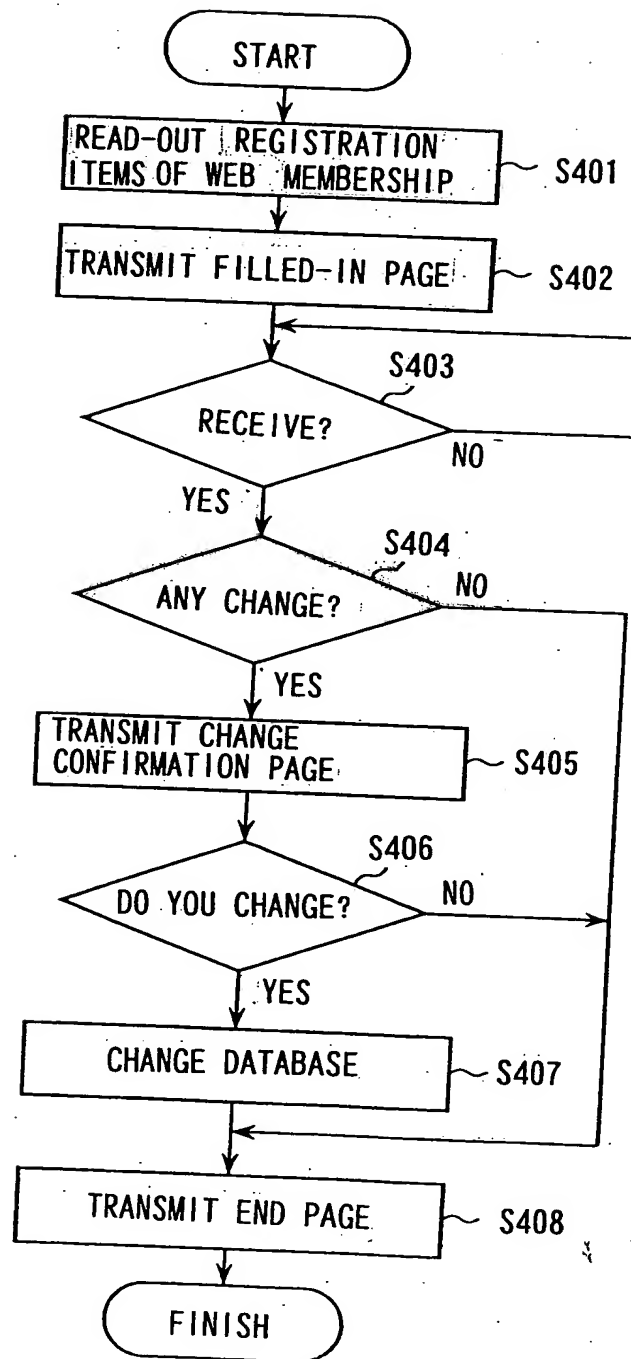 START
READ-OUT REGISTRATION
ITEMS OF WEB MEMBERSHIP
S401
TRANSMIT FILLED-IN PAGE
S402
S403
RECEIVE?
NO
YES
S404
ANY CHANGE?
NO
YES
TRANSMIT CHANGE
CONFIRMATION PAGE
S405
S406
DO YOU CHANGE?
NO
YES
CHANGE DATABASE
S407
TRANSMIT END PAGE
S408
FINISH